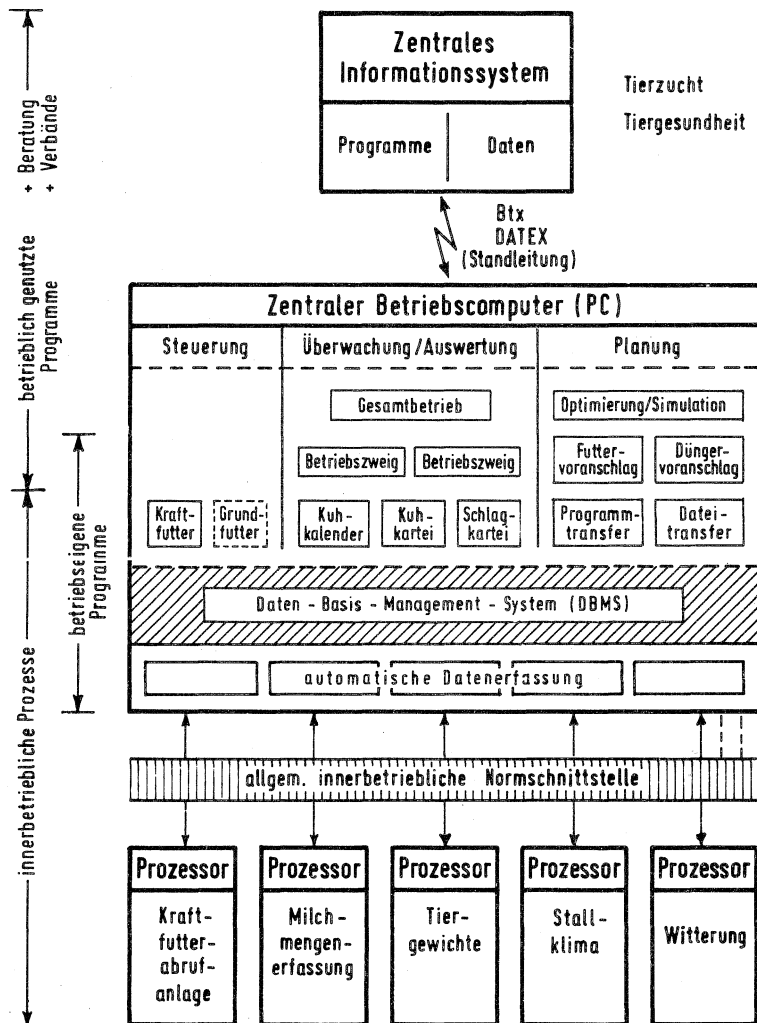 Zentrales
Informationssystem
Programme
Daten
Tierzucht
Tiergesundheit
+ Beratung
+ Verbände
Btx
DATEX
(Standleitung)
betrieblich genutzte
Programme
Zentraler Betriebscomputer (PC)
Steuerung
Überwachung/Auswertung
Planung
Gesamtbetrieb
Optimierung/Simulation
Betriebszweig
Betriebszweig
Futter-
voranschlag
Dünger-
voranschlag
Kraft-
futter
Grund-
futter
Kuh-
kalender
Kuh-
kartei
Schlag-
kartei
Programm-
transfer
Datei-
transfer
betriebseigene
Programme
Daten - Basis - Management - System (DBMS)
automatische Datenerfassung
innerbetriebliche Prozesse
allgem. innerbetriebliche Normschnittstelle
Prozessor
Kraft-
futter-
abruf-
anlage
Prozessor
Milch-
mengen-
erfassung
Prozessor
Tier-
gewichte
Prozessor
Stall-
klima
Prozessor
Witterung